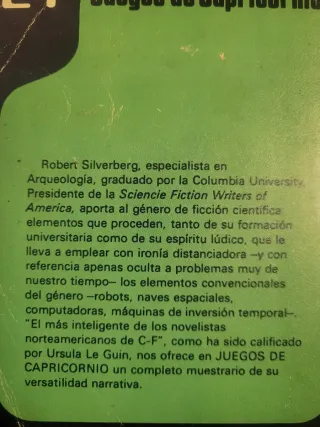 Juegos de Capricornio
Robert Silverberg, especialista en
Arqueología, graduado por la Columbia University,
Presidente de la Sciencie Fiction Writers of
America, aporta al género de ficción científica
elementos que proceden, tanto de su formación
universitaria como de su espíritu lúdico, que le
lleva a emplear con ironía distanciadora —y con
referencia apenas oculta a problemas muy de
nuestro tiempo— los elementos convencionales
del género —robots, naves espaciales,
computadoras, máquinas de inversión temporal—.
"El más inteligente de los novelistas
norteamericanos de C-F", como ha sido calificado
por Ursula Le Guin, nos ofrece en JUEGOS DE
CAPRICORNIO un completo muestrario de su
versatilidad narrativa.